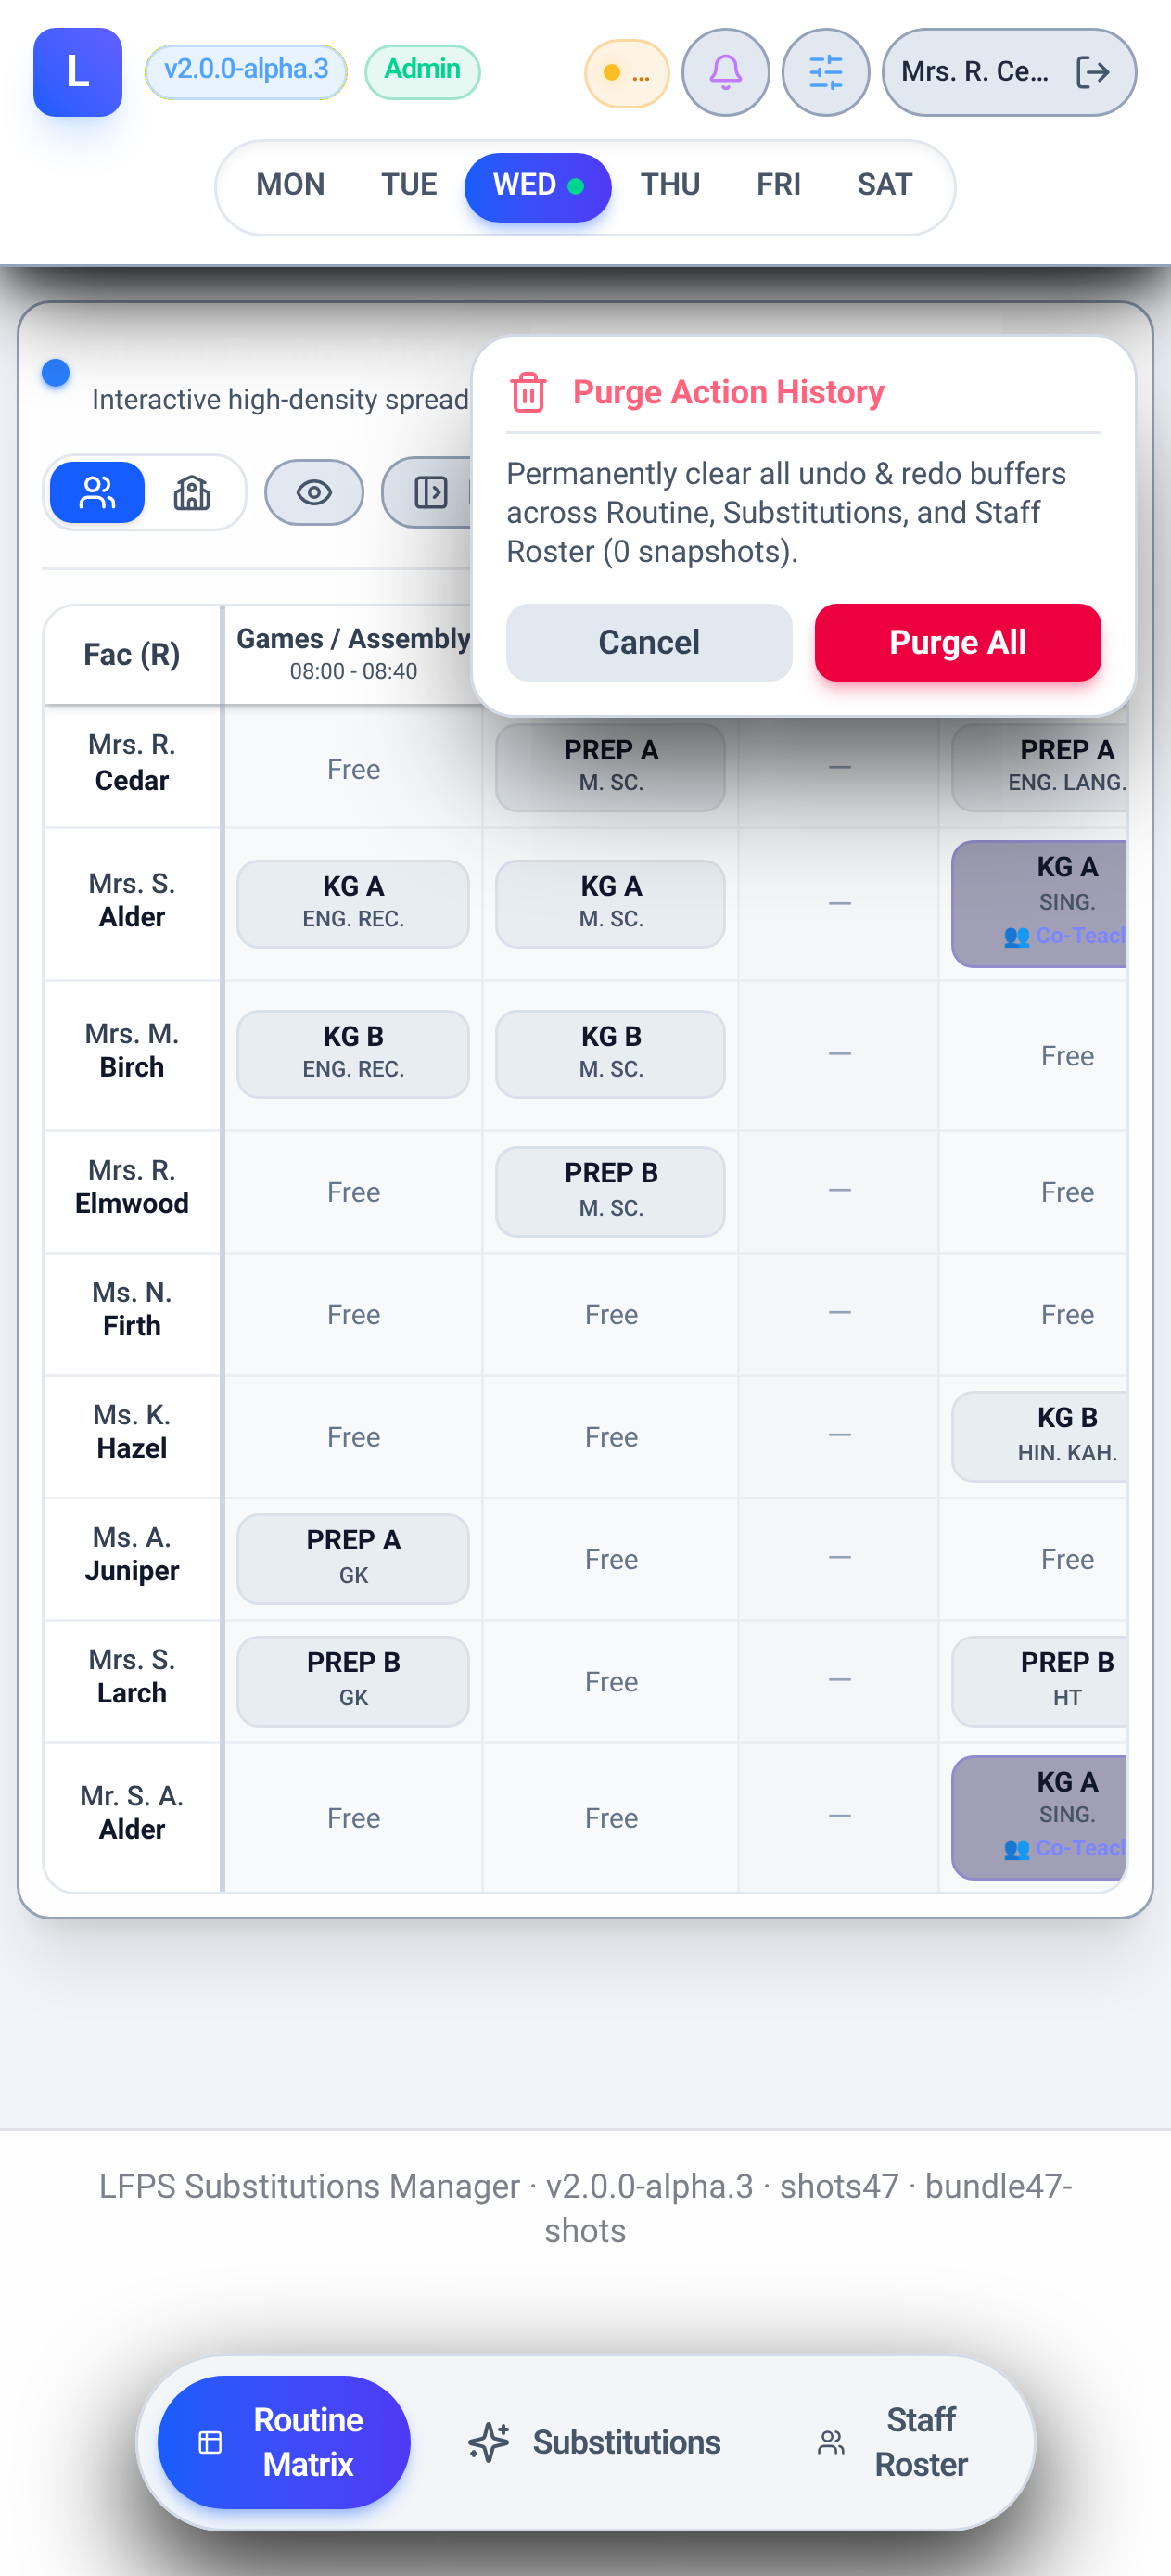 L
v2.0.0-alpha.3
Admin
...
Mrs. R. Ce...
MON TUE WED THU FRI SAT
Interactive high-density spread
Purge Action History
Permanently clear all undo & redo buffers
across Routine, Substitutions, and Staff
Roster (0 snapshots).
Cancel
Purge All
Fac (R)
Games / Assembly
08:00 - 08:40
Mrs. R.
Cedar
Free
PREP A
M. SC.
—
PREP A
ENG. LANG.
Mrs. S.
Alder
KG A
ENG. REC.
KG A
M. SC.
—
KG A
SING.
👥 Co-Teach
Mrs. M.
Birch
KG B
ENG. REC.
KG B
M. SC.
—
Free
Mrs. R.
Elmwood
Free
PREP B
M. SC.
—
Free
Ms. N.
Firth
Free
Free
—
Free
Ms. K.
Hazel
Free
Free
—
KG B
HIN. KAH.
Ms. A.
Juniper
PREP A
GK
Free
—
Free
Mrs. S.
Larch
PREP B
GK
Free
—
PREP B
HT
Mr. S. A.
Alder
Free
Free
—
KG A
SING.
👥 Co-Teach
LFPS Substitutions Manager · v2.0.0-alpha.3 · shots47 · bundle47-
shots
Routine
Matrix
Substitutions
Staff
Roster